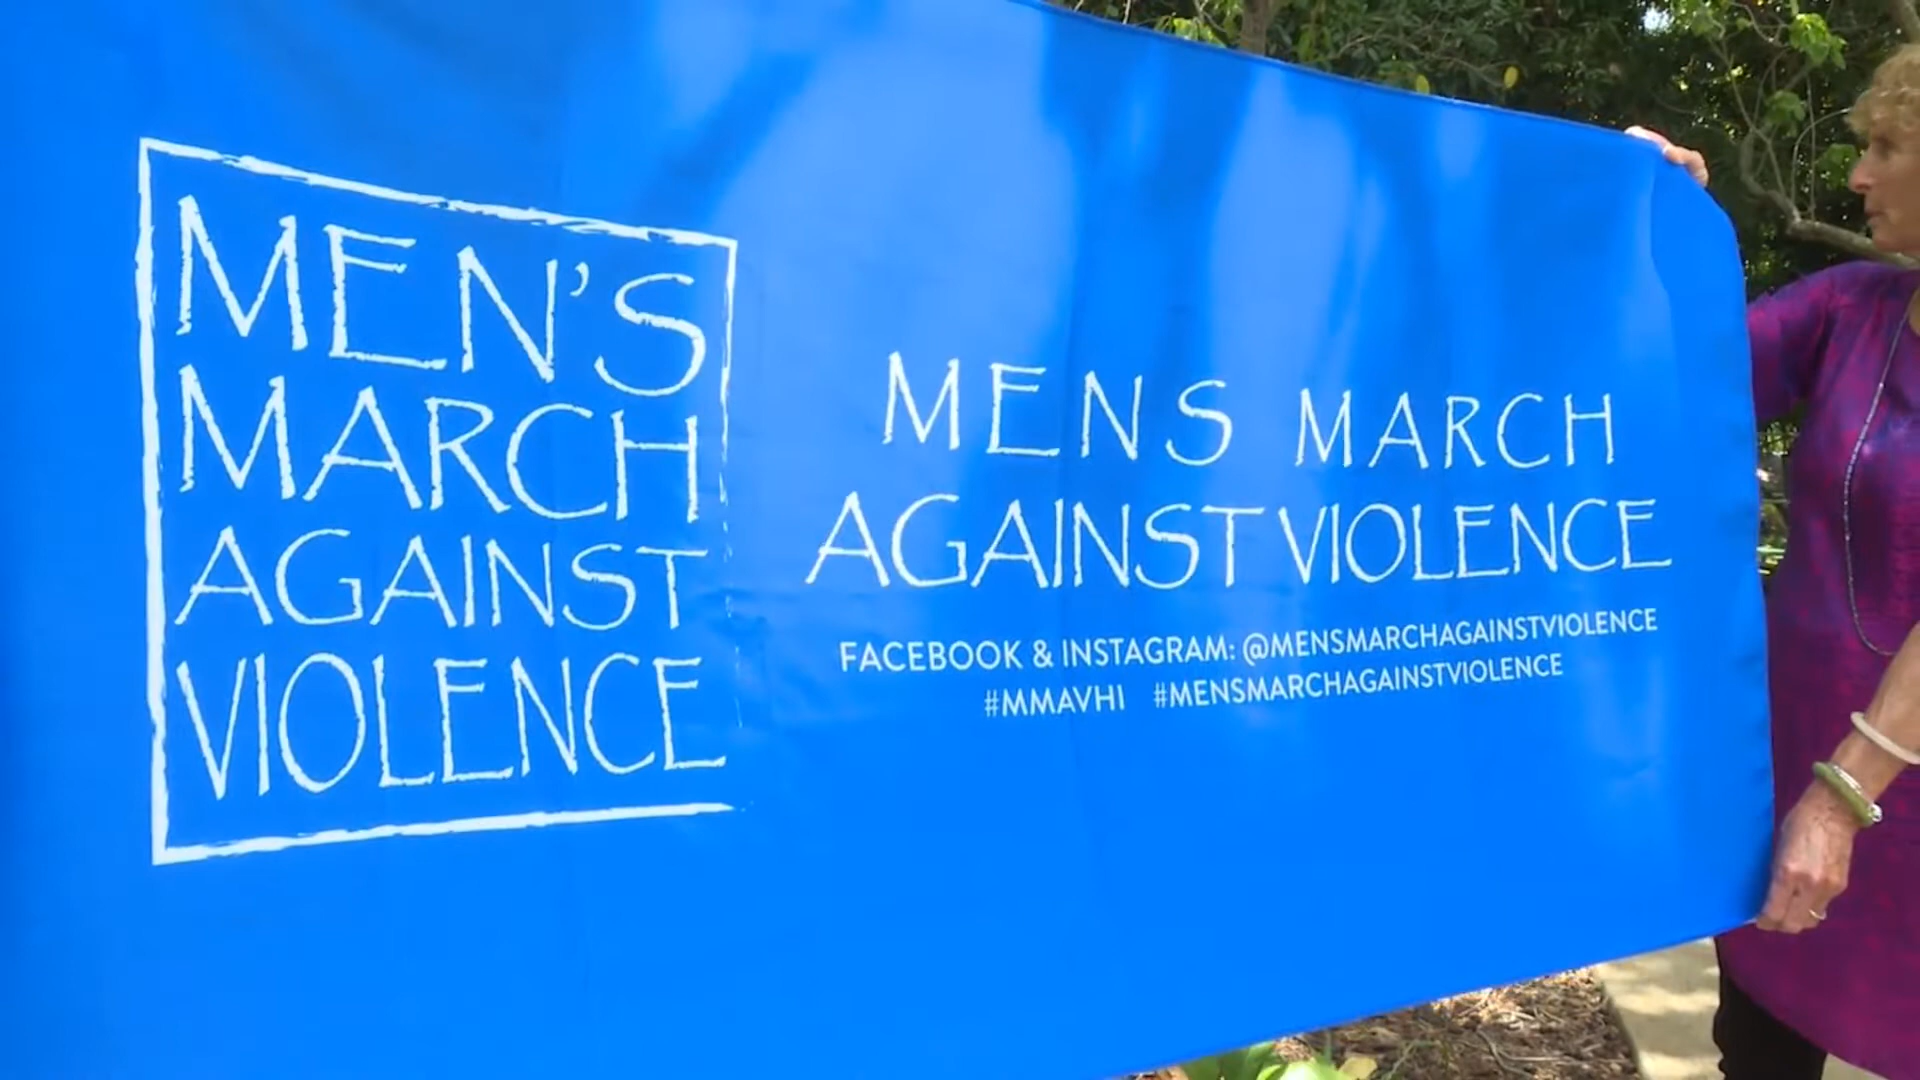 MEN'S
MARCH
AGAINST
VIOLENCE
MENS MARCH
AGAINST VIOLENCE
FACEBOOK & INSTAGRAM: @MENSMARCHAGAINSTVIOLENCE
#MMAVHI #MENSMARCHAGAINSTVIOLENCE